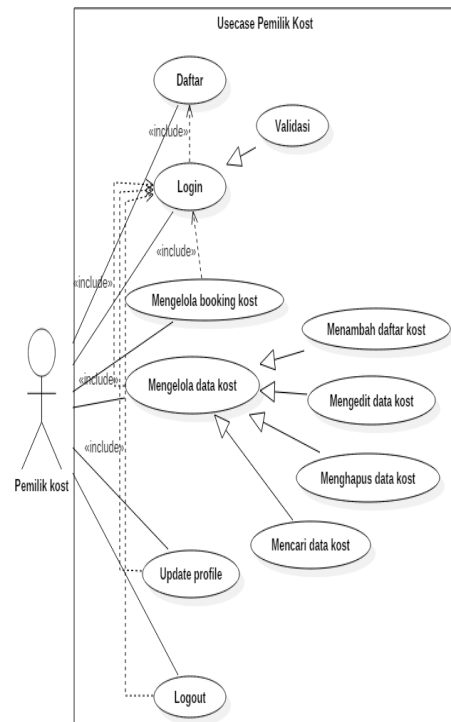 Usecase Pemilik Kost
Daftar
Validasi
«include»
Login
«include»
«include»
Mengelola booking kost
Menambah daftar kost
«include»
Mengelola data kost
Mengedit data kost
«include»
Menghapus data kost
Pemilik kost
Mencari data kost
Update profile
Logout